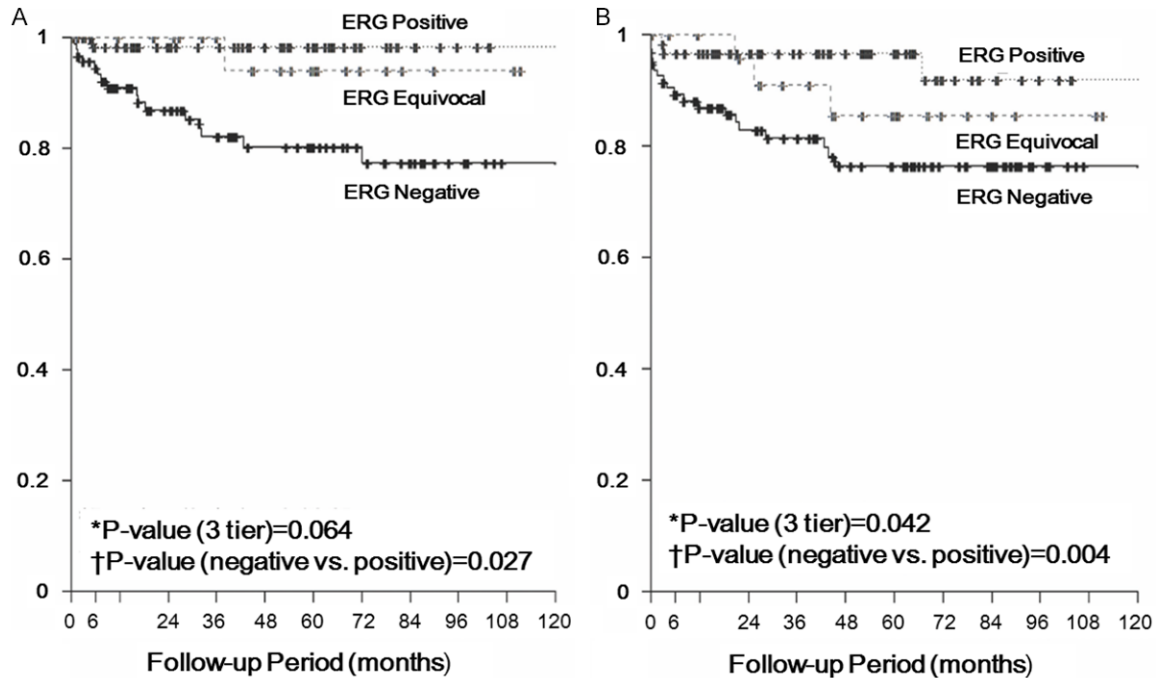 A
ERG Positive
ERG Equivocal
ERG Negative
1
0.8
0.6
0.4
0.2
0
*P-value (3 tier)=0.064
†P-value (negative vs. positive)=0.027
0 6 24 36 48 60 72 84 96 108 120
Follow-up Period (months)
B
ERG Positive
ERG Equivocal
ERG Negative
1
0.8
0.6
0.4
0.2
0
*P-value (3 tier)=0.042
†P-value (negative vs. positive)=0.004
0 6 24 36 48 60 72 84 96 108 120
Follow-up Period (months)